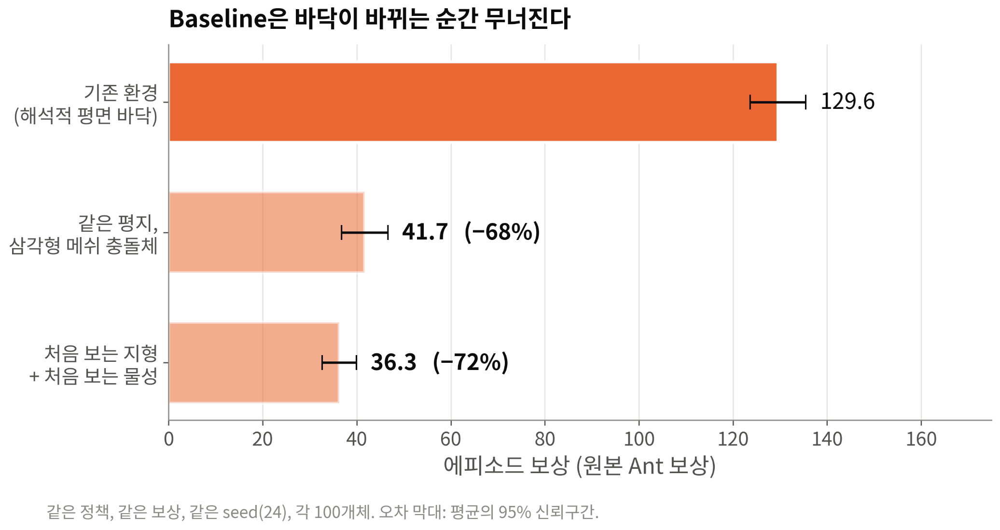 Baseline은 바닥이 바뀌는 순간 무너진다
기존 환경
(해석적 평면 바닥)
129.6
같은 평지,
삼각형 메쉬 충돌체
41.7 (−68%)
처음 보는 지형
+ 처음 보는 물성
36.3 (−72%)
0 20 40 60 80 100 120 140 160
에피소드 보상 (원본 Ant 보상)
같은 정책, 같은 보상, 같은 seed(24), 각 100개체. 오차 막대: 평균의 95% 신뢰구간.